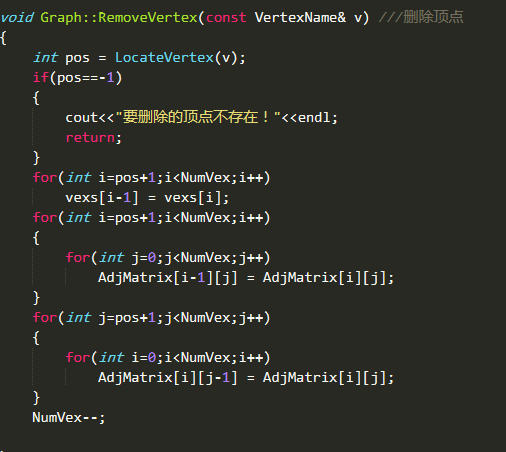 void Graph::RemoveVertex(const VertexName& v) ///删除顶点
{
    int pos = LocateVertex(v);
    if(pos==-1)
    {
        cout<<"要删除的顶点不存在！"<<endl;
        return;
    }
    for(int i=pos+1;i<NumVex;i++)
        vexs[i-1] = vexs[i];
    for(int i=pos+1;i<NumVex;i++)
    {
        for(int j=0;j<NumVex;j++)
            AdjMatrix[i-1][j] = AdjMatrix[i][j];
    }
    for(int j=pos+1;j<NumVex;j++)
    {
        for(int i=0;i<NumVex;i++)
            AdjMatrix[i][j-1] = AdjMatrix[i][j];
    }
    NumVex--;